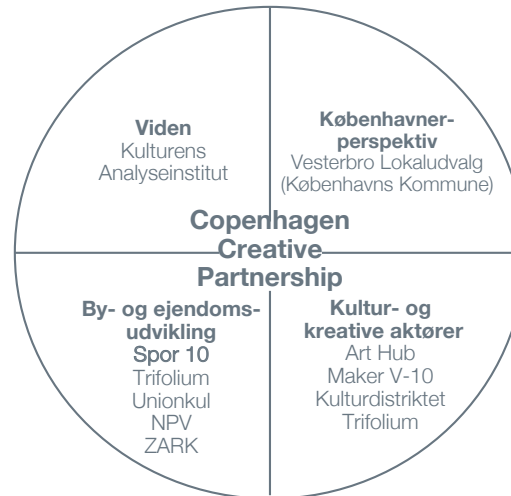 Viden
Kulturens
Analyseinstitut
Københavner-
perspektiv
Vesterbro Lokaludvalg
(Københavns Kommune)
Copenhagen
Creative
Partnership
By- og ejendoms-
udvikling
Spor 10
Trifolium
Unionkul
NPV
ZARK
Kultur- og
kreative aktører
Art Hub
Maker V-10
Kulturdistriktet
Trifolium